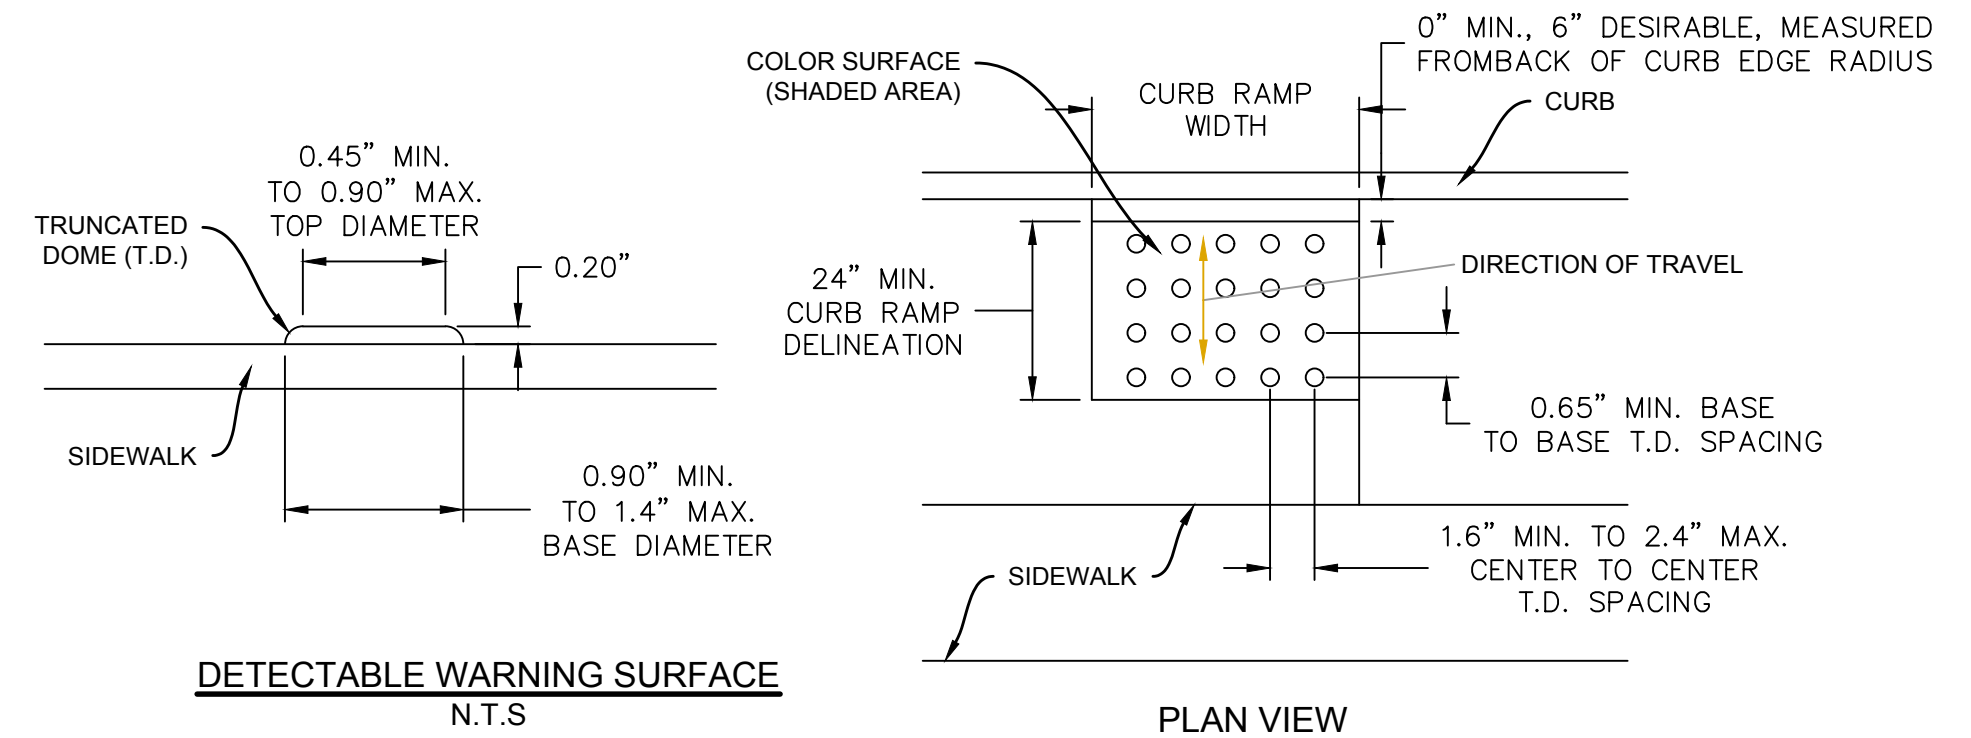 0.45” MIN.
TO 0.90” MAX.
TOP DIAMETER
TRUNCATED
DOME (T.D.)
0.20”
SIDEWALK
0.90” MIN.
TO 1.4” MAX.
BASE DIAMETER
DETECTABLE WARNING SURFACE
N.T.S
COLOR SURFACE
(SHADED AREA)
CURB RAMP
WIDTH
0” MIN., 6” DESIRABLE, MEASURED
FROMBACK OF CURB EDGE RADIUS
CURB
24” MIN.
CURB RAMP
DELINEATION
DIRECTION OF TRAVEL
0.65” MIN. BASE
TO BASE T.D. SPACING
1.6” MIN. TO 2.4” MAX.
CENTER TO CENTER
T.D. SPACING
SIDEWALK
PLAN VIEW